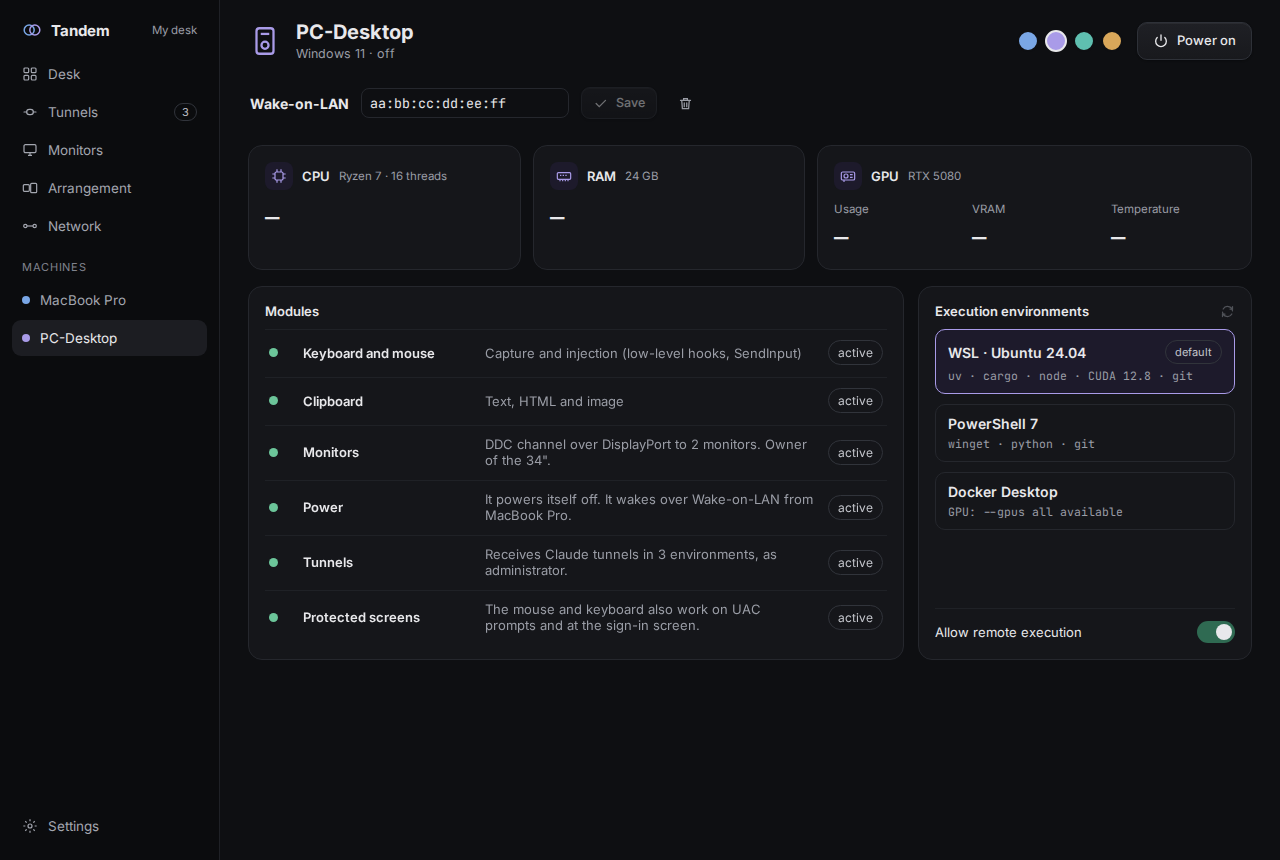 Tandem
My desk
Desk
Tunnels
3
Monitors
Arrangement
Network
MACHINES
MacBook Pro
PC-Desktop
Settings
PC-Desktop
Windows 11 · off
Power on
Wake-on-LAN
aa:bb:cc:dd:ee:ff
Save
CPU
Ryzen 7 · 16 threads
—
RAM
24 GB
—
GPU
RTX 5080
Usage
VRAM
Temperature
—
—
—
Modules
Keyboard and mouse
Capture and injection (low-level hooks, SendInput)
active
Clipboard
Text, HTML and image
active
Monitors
DDC channel over DisplayPort to 2 monitors. Owner
of the 34".
active
Power
It powers itself off. It wakes over Wake-on-LAN from
MacBook Pro.
active
Tunnels
Receives Claude tunnels in 3 environments, as
administrator.
active
Protected screens
The mouse and keyboard also work on UAC
prompts and at the sign-in screen.
active
Execution environments
WSL · Ubuntu 24.04
default
uv · cargo · node · CUDA 12.8 · git
PowerShell 7
winget · python · git
Docker Desktop
GPU: --gpus all available
Allow remote execution